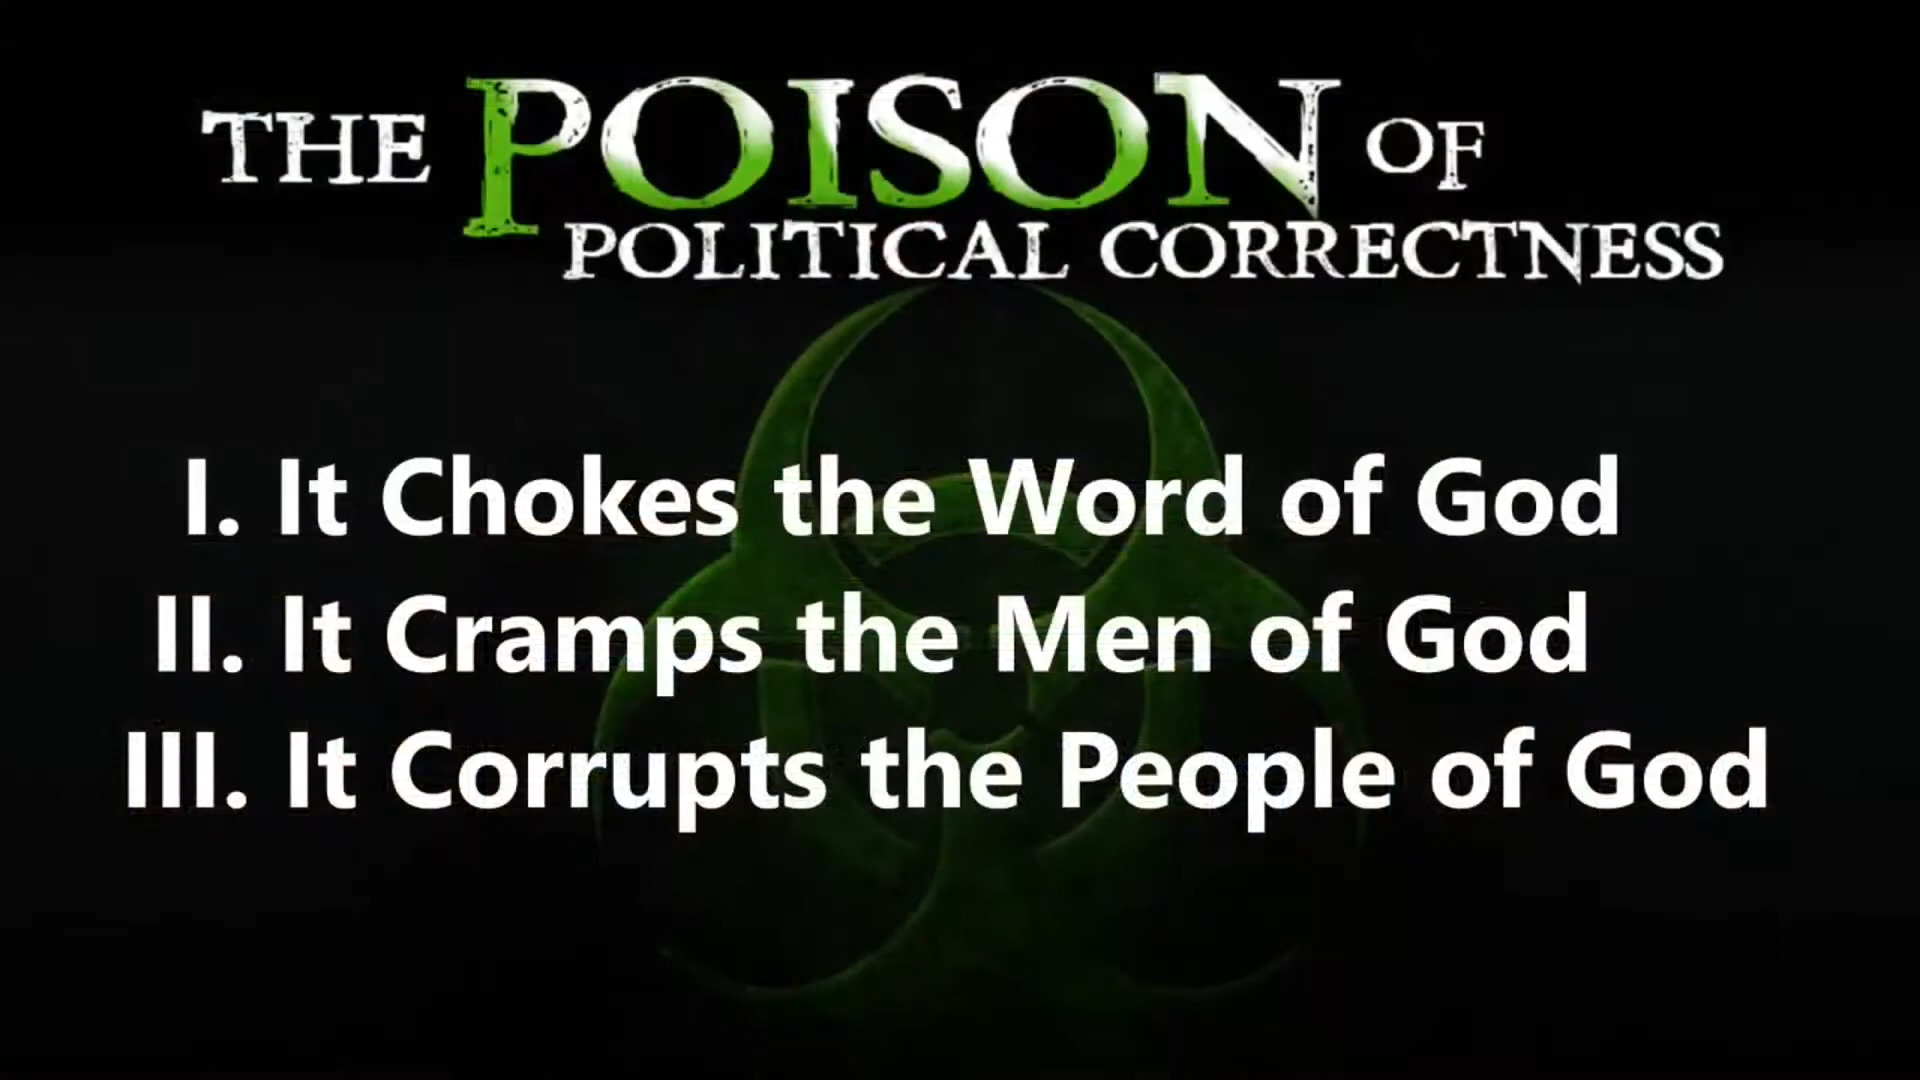 THE POISON OF
POLITICAL CORRECTNESS
I. It Chokes the Word of God
II. It Cramps the Men of God
III. It Corrupts the People of God